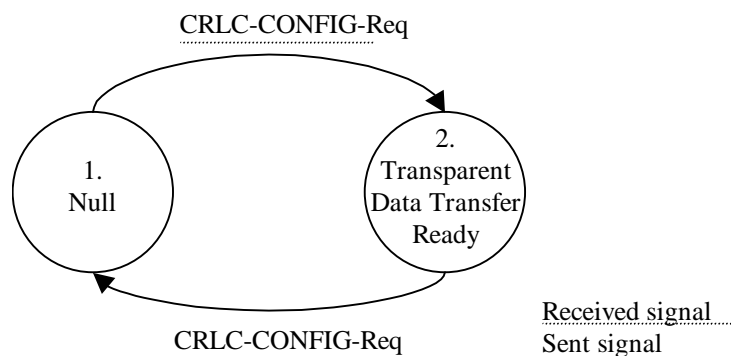 CRLC-CONFIG-Req
1.
Null
2.
Transparent
Data Transfer
Ready
CRLC-CONFIG-Req
Received signal
Sent signal